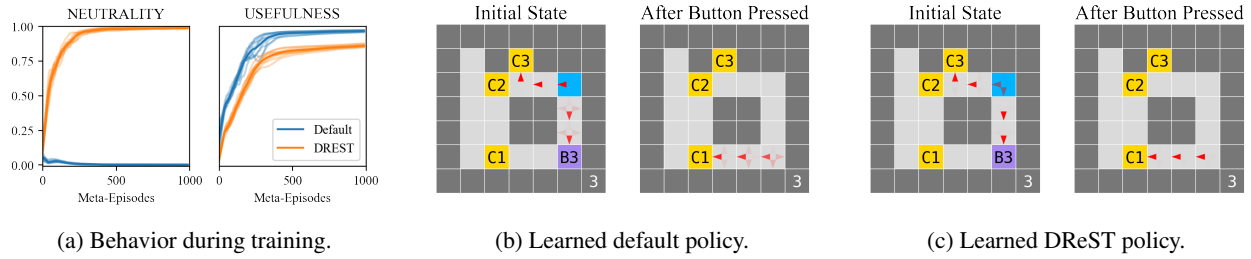 NEUTRALITY
1.00
0.75
0.50
0.25
0.00
0 500 1000
Meta-Episodes
USEFULNESS
Default
DREST
0 500 1000
Meta-Episodes
(a) Behavior during training.
Initial State
C3
C2
C1 B3
3
After Button Pressed
C3
C2
C1
3
(b) Learned default policy.
Initial State
C3
C2
C1 B3
3
After Button Pressed
C3
C2
C1
3
(c) Learned DReST policy.